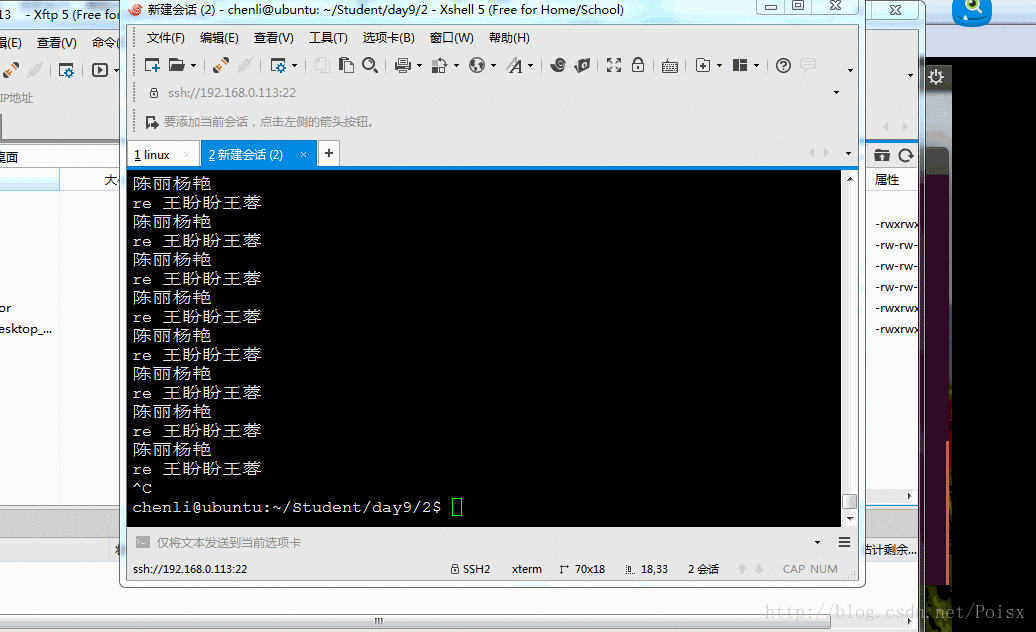 新建会话 (2) - chenli@ubuntu: ~/Student/day9/2 - Xshell 5 (Free for Home/School)
13 - Xftp 5 (Free for
文件(F) 编辑(E) 查看(V) 工具(T) 选项卡(B) 窗口(W) 帮助(H)
辑(E) 查看(V) 命令(
ssh://192.168.0.113:22
IP地址
要添加当前会话，点击左侧的箭头按钮。
1 linux × 2 新建会话 (2) × +
桌面
大小
属性
陈丽杨艳
re 王盼盼王蓉
陈丽杨艳
re 王盼盼王蓉
陈丽杨艳
re 王盼盼王蓉
陈丽杨艳
re 王盼盼王蓉
陈丽杨艳
re 王盼盼王蓉
陈丽杨艳
re 王盼盼王蓉
陈丽杨艳
re 王盼盼王蓉
陈丽杨艳
re 王盼盼王蓉
^C
chenli@ubuntu:~/Student/day9/2$
or
esktop_...
-rwxrwx
-rw-rw-
-rw-rw-
-rw-rw-
-rwxrwx
-rwxrwx
仅将文本发送到当前选项卡
估计剩余...
ssh://192.168.0.113:22 SSH2 xterm 70x18 18,33 2 会话 CAP NUM
http://blog.csdn.net/Poisx